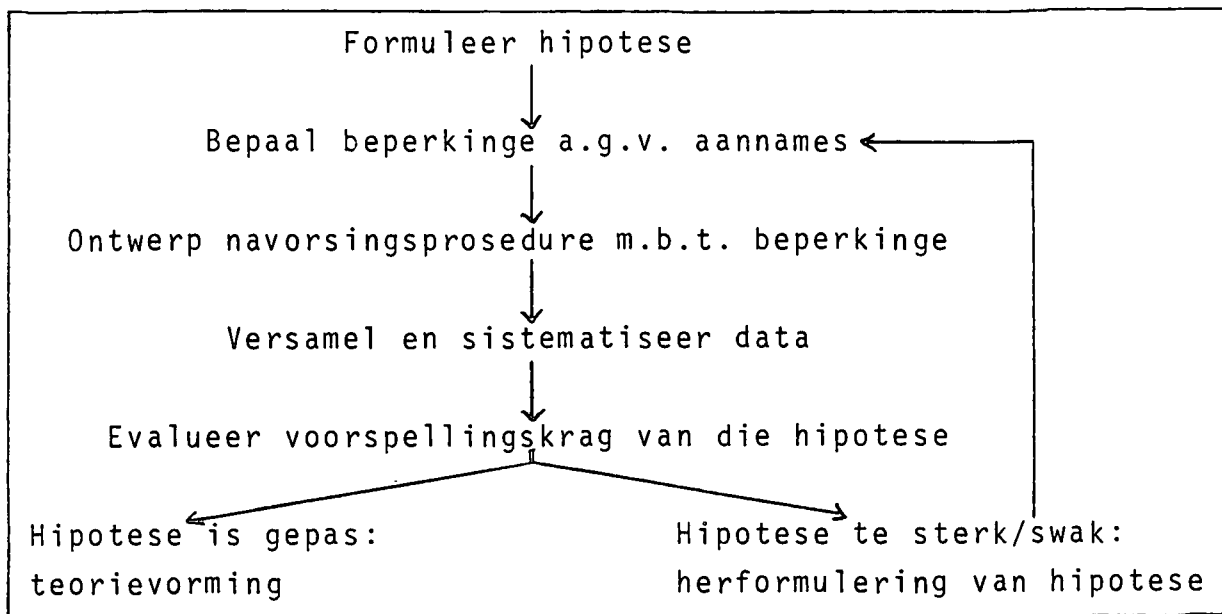 Formuleer hipotese
Bepaal beperkinge a.g.v. aannames
Ontwerp navorsingsprosedure m.b.t. beperkinge
Versamel en sistematiseer data
Evalueer voorspellingskrag van die hipotese
Hipotese is gepas:
teorievorming
Hipotese te sterk/swak:
herformulering van hipotese